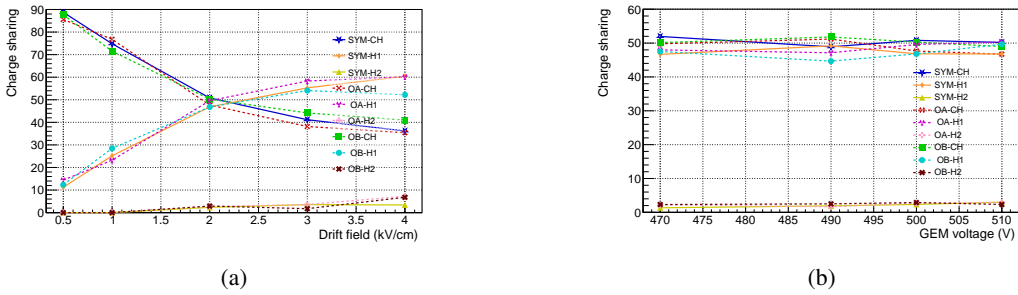 Charge sharing
90
80
70
60
50
40
30
20
10
0
SYM-CH
SYM-H1
SYM-H2
OA-CH
OA-H1
OA-H2
OB-CH
OB-H1
OB-H2
0.5 1 1.5 2 2.5 3 3.5 4
Drift field (kV/cm)
(a)
Charge sharing
60
50
40
30
20
10
0
SYM-CH
SYM-H1
SYM-H2
OA-CH
OA-H1
OA-H2
OB-CH
OB-H1
OB-H2
470 475 480 485 490 495 500 505 510
GEM voltage (V)
(b)